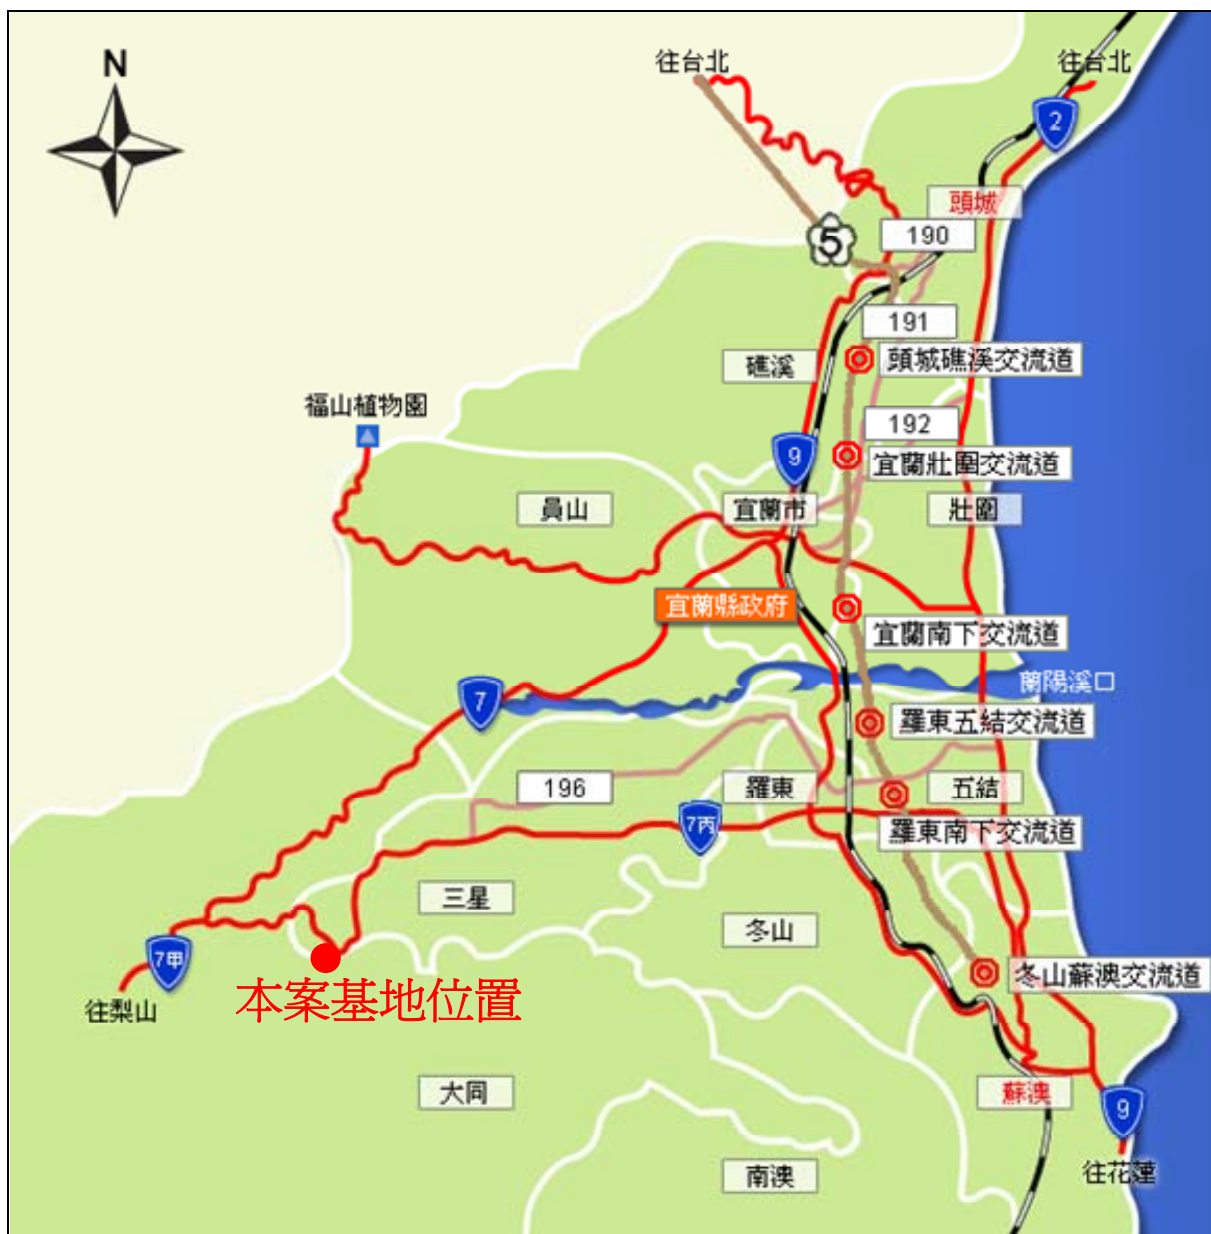 N
往台北
往台北
2
頭城
5
190
191
頭城礁溪交流道
礁溪
福山植物園
192
9
宜蘭壯圍交流道
員山
宜蘭市
壯圍
宜蘭縣政府
宜蘭南下交流道
蘭陽溪口
7
羅東五結交流道
196
羅東
五結
7丙
羅東南下交流道
三星
冬山
7甲
冬山蘇澳交流道
本案基地位置
往梨山
大同
蘇澳
9
南澳
往花蓮